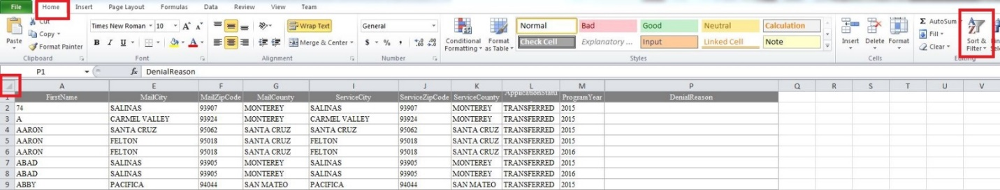 File Home Insert Page Layout Formulas Data Review View Team
Cut Times New Roman 10 A A Wrap Text General Normal Bad Good Neutral Calculation Σ AutoSum
Copy Fill
Paste Format Painter B I U A Merge & Center $ % , .0 .00 .00 .0 Conditional Formatting Format as Table Check Cell Explanatory ... Input Linked Cell Note Insert Delete Format Clear Sort & Filter
Clipboard Font Alignment Number Styles Cells
P1 fx DenialReason
A E F G I J K L M P Q R S T U V
1 FirstName MailCity MailZipCode MailCounty ServiceCity ServiceZipCode ServiceCounty ApplicationStatu ProgramYear DenialReason
2 74 SALINAS 93907 MONTEREY SALINAS 93907 MONTEREY TRANSFERRED 2015
3 A CARMEL VALLEY 93924 MONTEREY CARMEL VALLEY 93924 MONTEREY TRANSFERRED 2015
4 AARON SANTA CRUZ 95062 SANTA CRUZ SANTA CRUZ 95062 SANTA CRUZ TRANSFERRED 2015
5 AARON FELTON 95018 SANTA CRUZ FELTON 95018 SANTA CRUZ TRANSFERRED 2015
6 AARON FELTON 95018 SANTA CRUZ FELTON 95018 SANTA CRUZ TRANSFERRED 2016
7 ABAD SALINAS 93905 MONTEREY SALINAS 93905 MONTEREY TRANSFERRED 2015
8 ABAD SALINAS 93905 MONTEREY SALINAS 93905 MONTEREY TRANSFERRED 2016
9 ABBY PACIFICA 94044 SAN MATEO PACIFICA 94044 SAN MATEO TRANSFERRED 2015